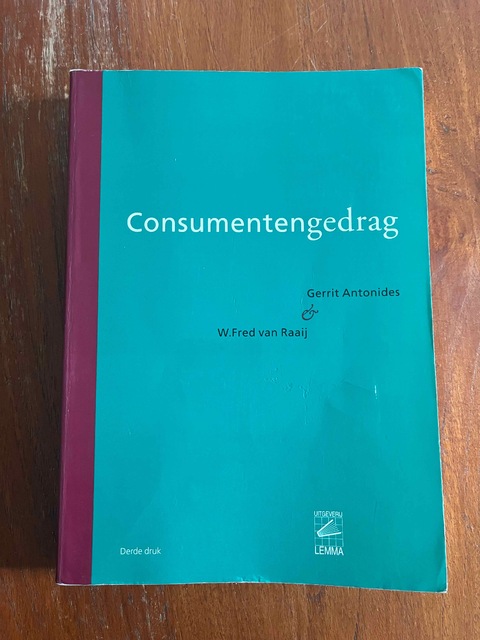 Consumentengedrag
Gerrit Antonides
&
W.Fred van Raaij
Derde druk
UITGEVERIJ
LEMMA